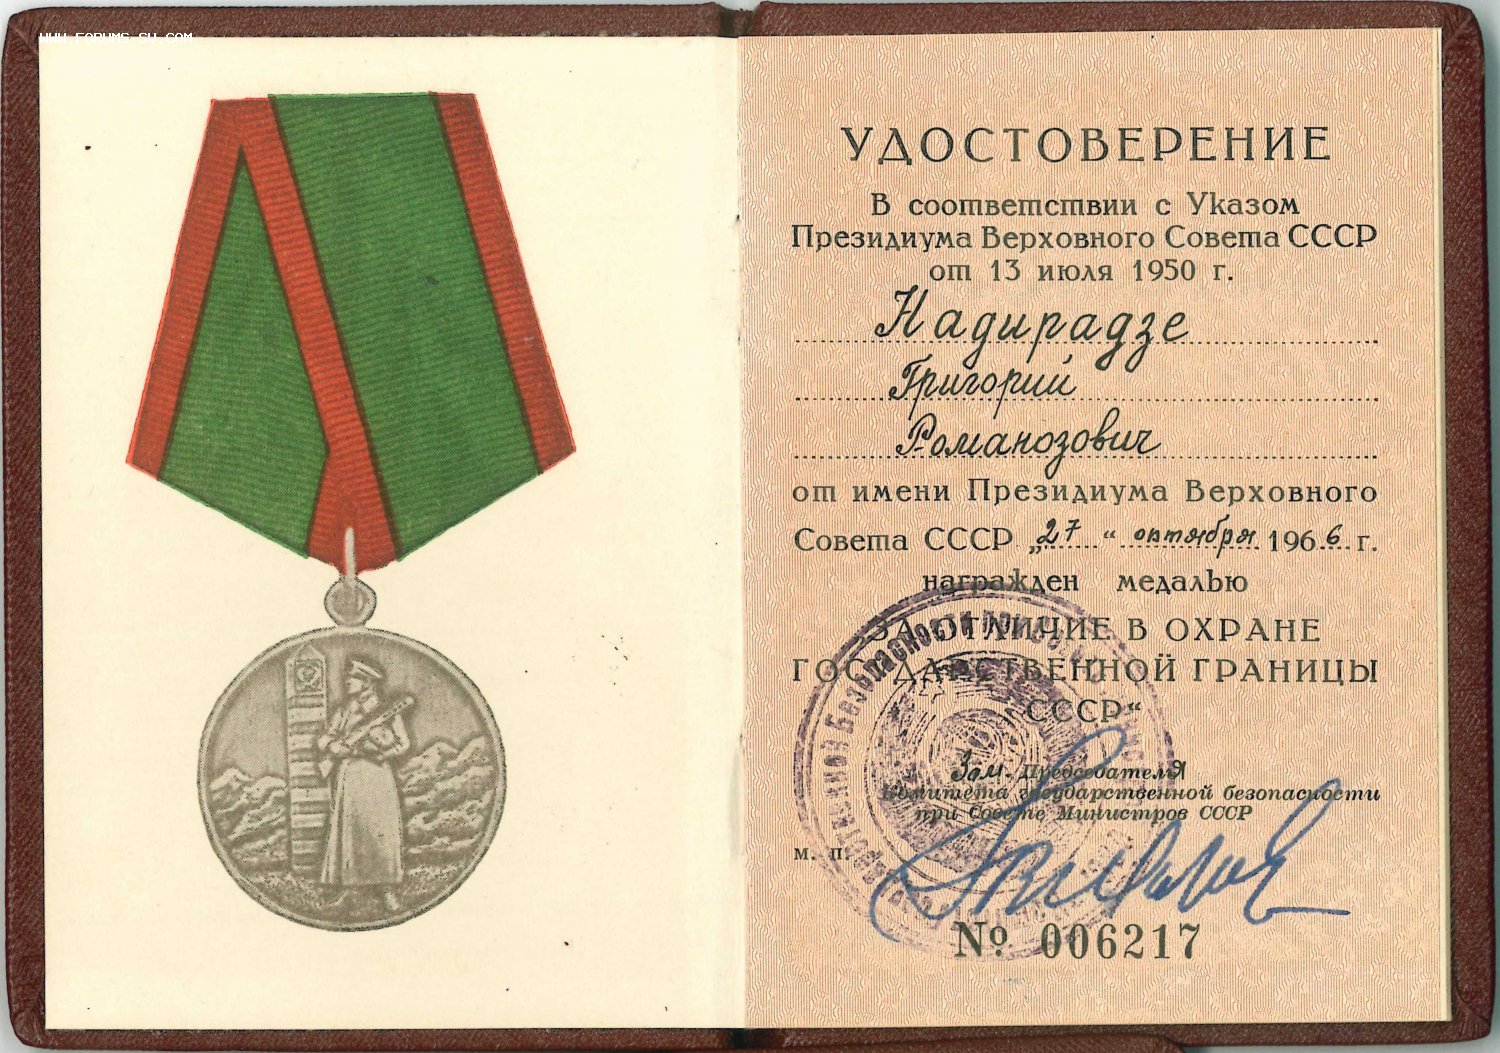 WWW.FORUMS-SU.COM
УДОСТОВЕРЕНИЕ
В соответствии с Указом
Президиума Верховного Совета СССР
от 13 июля 1950 г.
Надирадзе
Григорий
Романозович
от имени Президиума Верховного
Совета СССР „27“ октября 1966 г.
награжден медалью
„ЗА ОТЛИЧИЕ В ОХРАНЕ
ГОСУДАРСТВЕННОЙ ГРАНИЦЫ
СССР“
Зам. ПредседателЯ
Комитета государственной безопасности
при Совете Министров СССР
м. п.
№ 006217